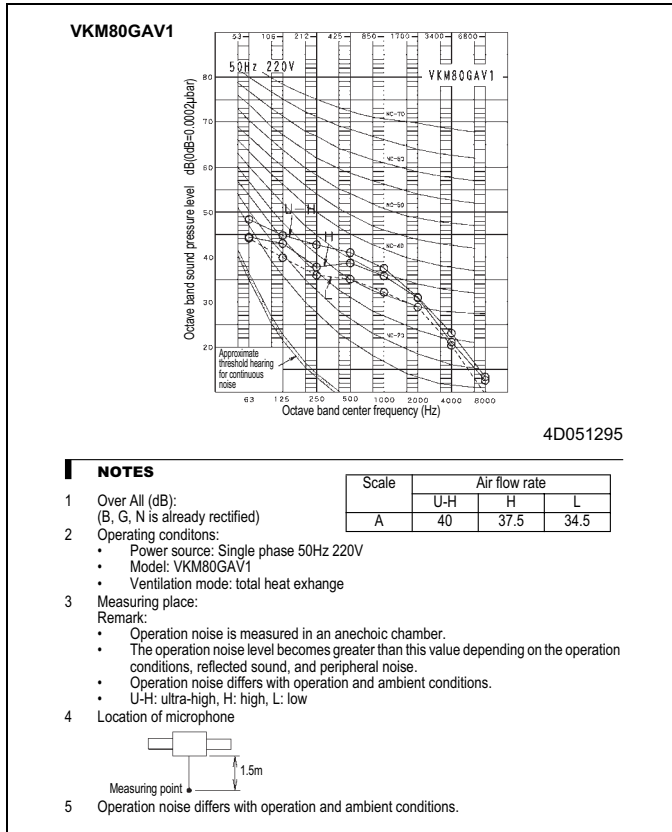 VKM80GAV1
53 106 212 425 850 1700 3400 6800
50Hz 220V
VKM80GAV1
Octave band sound pressure level dB(0dB=0.0002µbar)
80
70
60
50
40
30
20
NC-70
NC-60
NC-50
NC-40
NC-20
U-H
H
L
Approximate
threshold hearing
for continuous
noise
63 125 250 500 1000 2000 4000 8000
Octave band center frequency (Hz)
4D051295
NOTES
1 Over All (dB):
(B, G, N is already rectified)
Scale Air flow rate
U-H H L
A 40 37.5 34.5
2 Operating conditons:
• Power source: Single phase 50Hz 220V
• Model: VKM80GAV1
• Ventilation mode: total heat exhange
3 Measuring place:
Remark:
• Operation noise is measured in an anechoic chamber.
• The operation noise level becomes greater than this value depending on the operation
conditions, reflected sound, and peripheral noise.
• Operation noise differs with operation and ambient conditions.
• U-H: ultra-high, H: high, L: low
4 Location of microphone
1.5m
Measuring point
5 Operation noise differs with operation and ambient conditions.